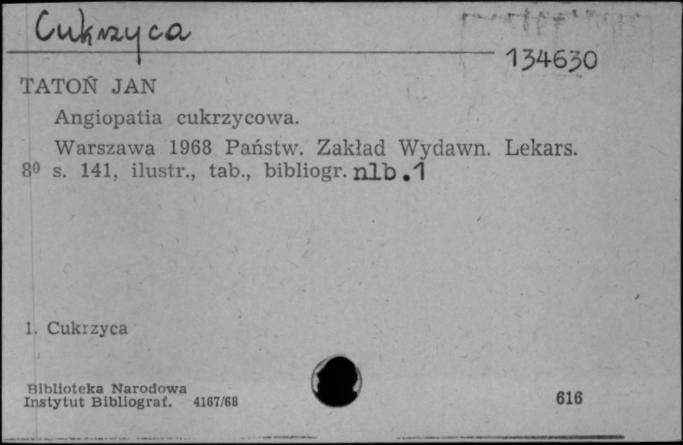 Cukrzyca
134630
TATOŃ JAN
Angiopatia cukrzycowa.
Warszawa 1968 Państw. Zakład Wydawn. Lekars.
8⁰ s. 141, ilustr., tab., bibliogr. nlb.1
1. Cukrzyca
Biblioteka Narodowa
Instytut Bibliograf. 4167/68
616